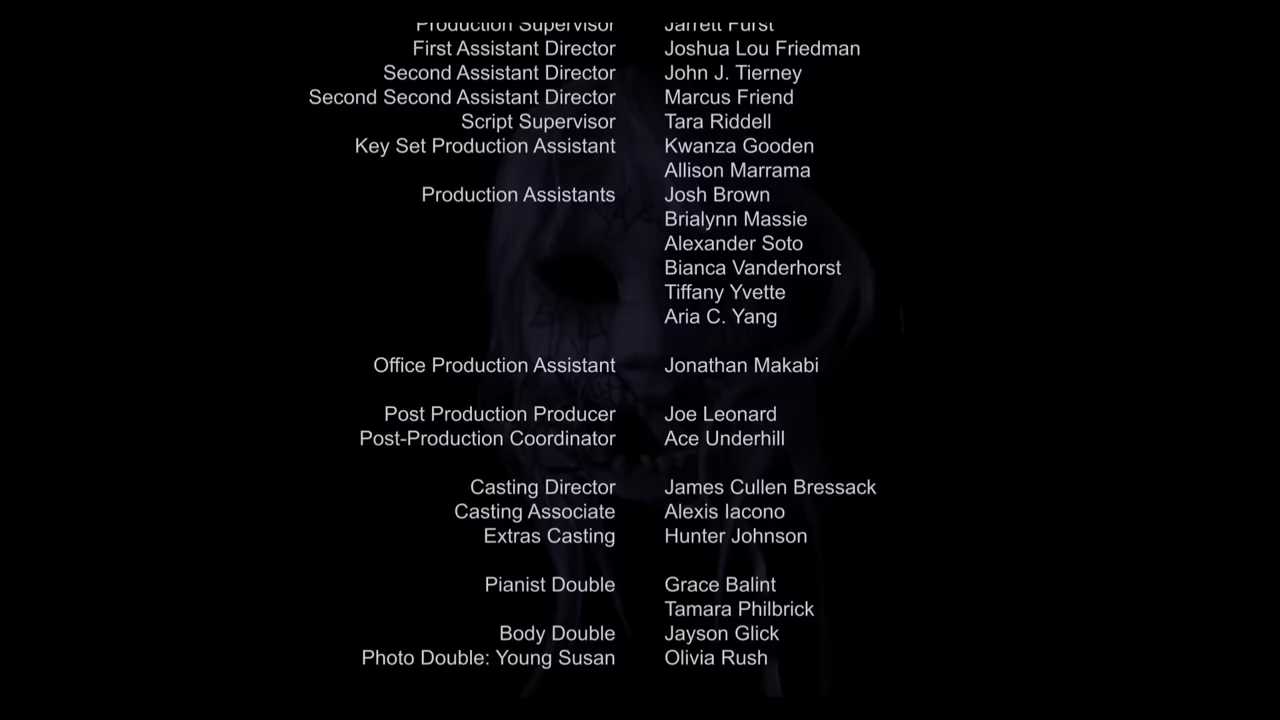 Production Supervisor Jarrett Furst
First Assistant Director Joshua Lou Friedman
Second Assistant Director John J. Tierney
Second Second Assistant Director Marcus Friend
Script Supervisor Tara Riddell
Key Set Production Assistant Kwanza Gooden
Allison Marrama
Production Assistants Josh Brown
Brialynn Massie
Alexander Soto
Bianca Vanderhorst
Tiffany Yvette
Aria C. Yang
Office Production Assistant Jonathan Makabi
Post Production Producer Joe Leonard
Post-Production Coordinator Ace Underhill
Casting Director James Cullen Bressack
Casting Associate Alexis Iacono
Extras Casting Hunter Johnson
Pianist Double Grace Balint
Tamara Philbrick
Body Double Jayson Glick
Photo Double: Young Susan Olivia Rush